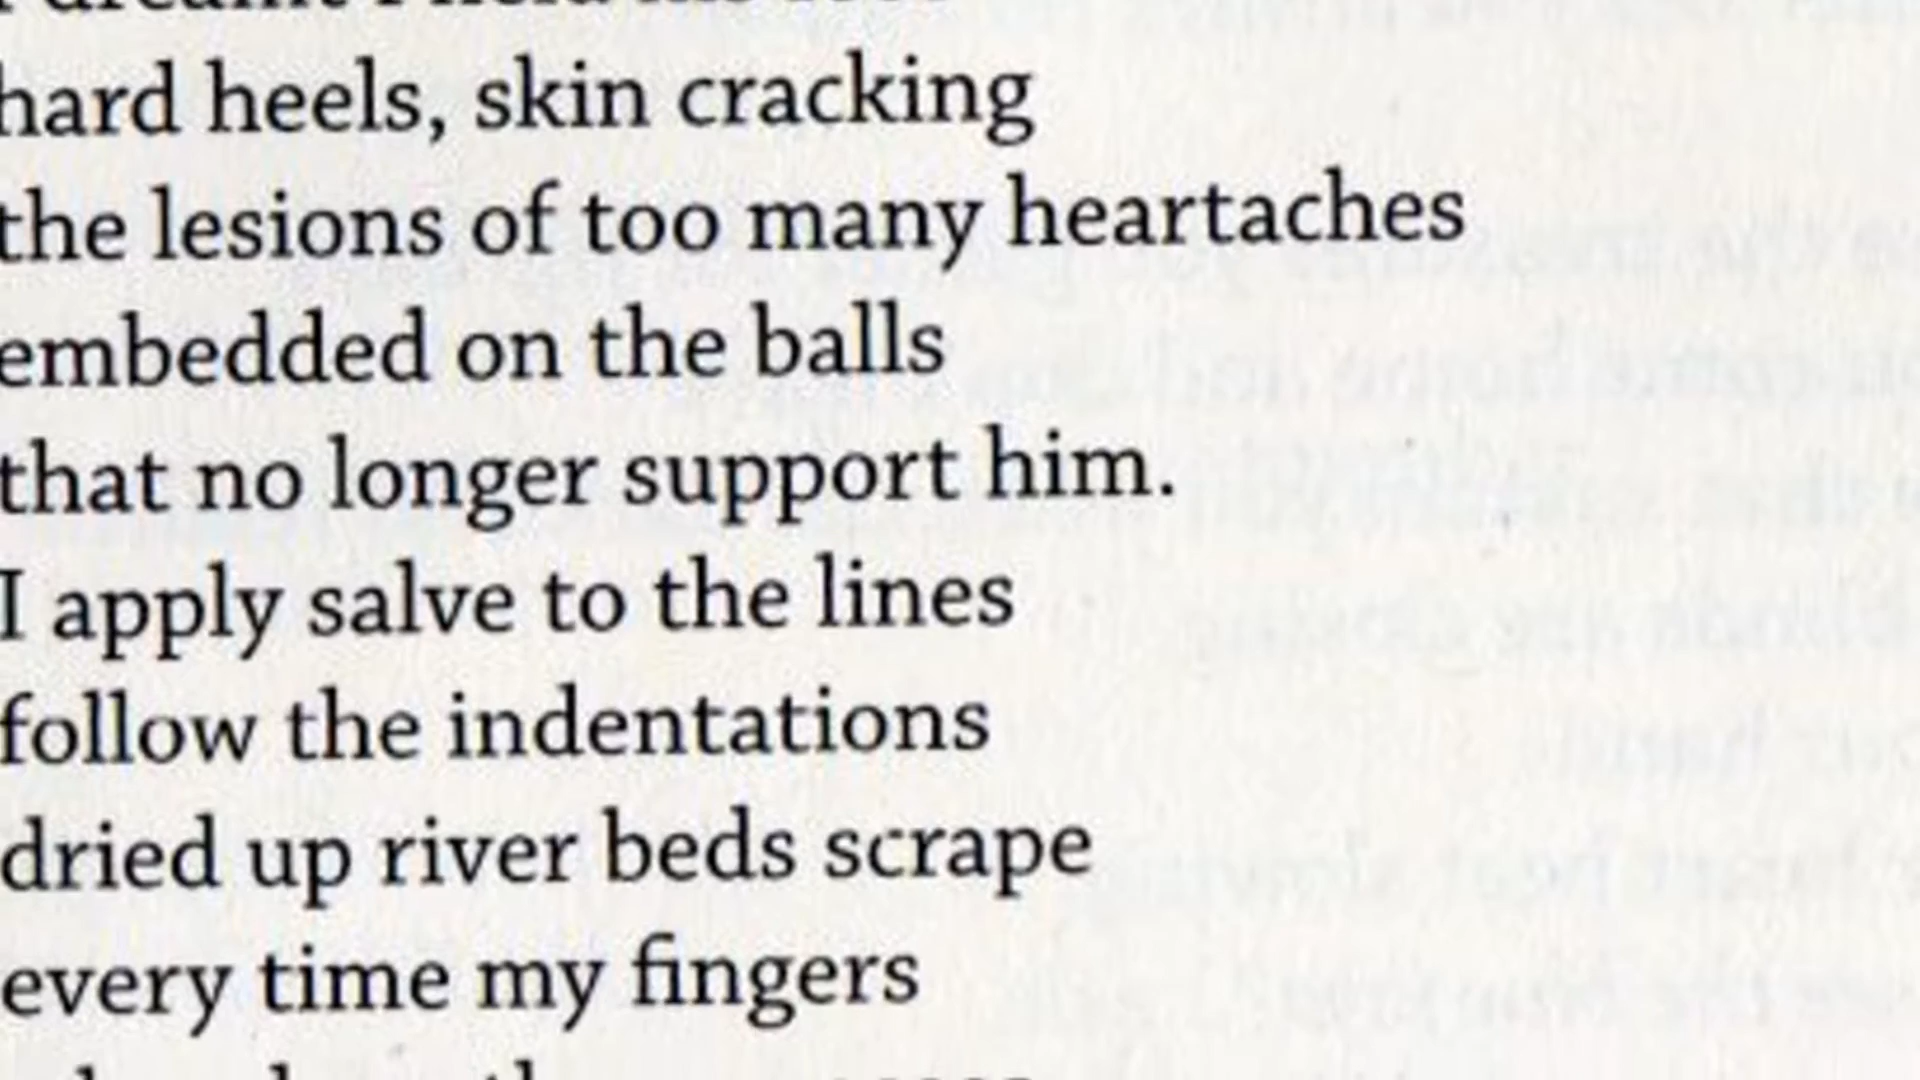 hard heels, skin cracking
the lesions of too many heartaches
embedded on the balls
that no longer support him.
I apply salve to the lines
follow the indentations
dried up river beds scrape
every time my fingers